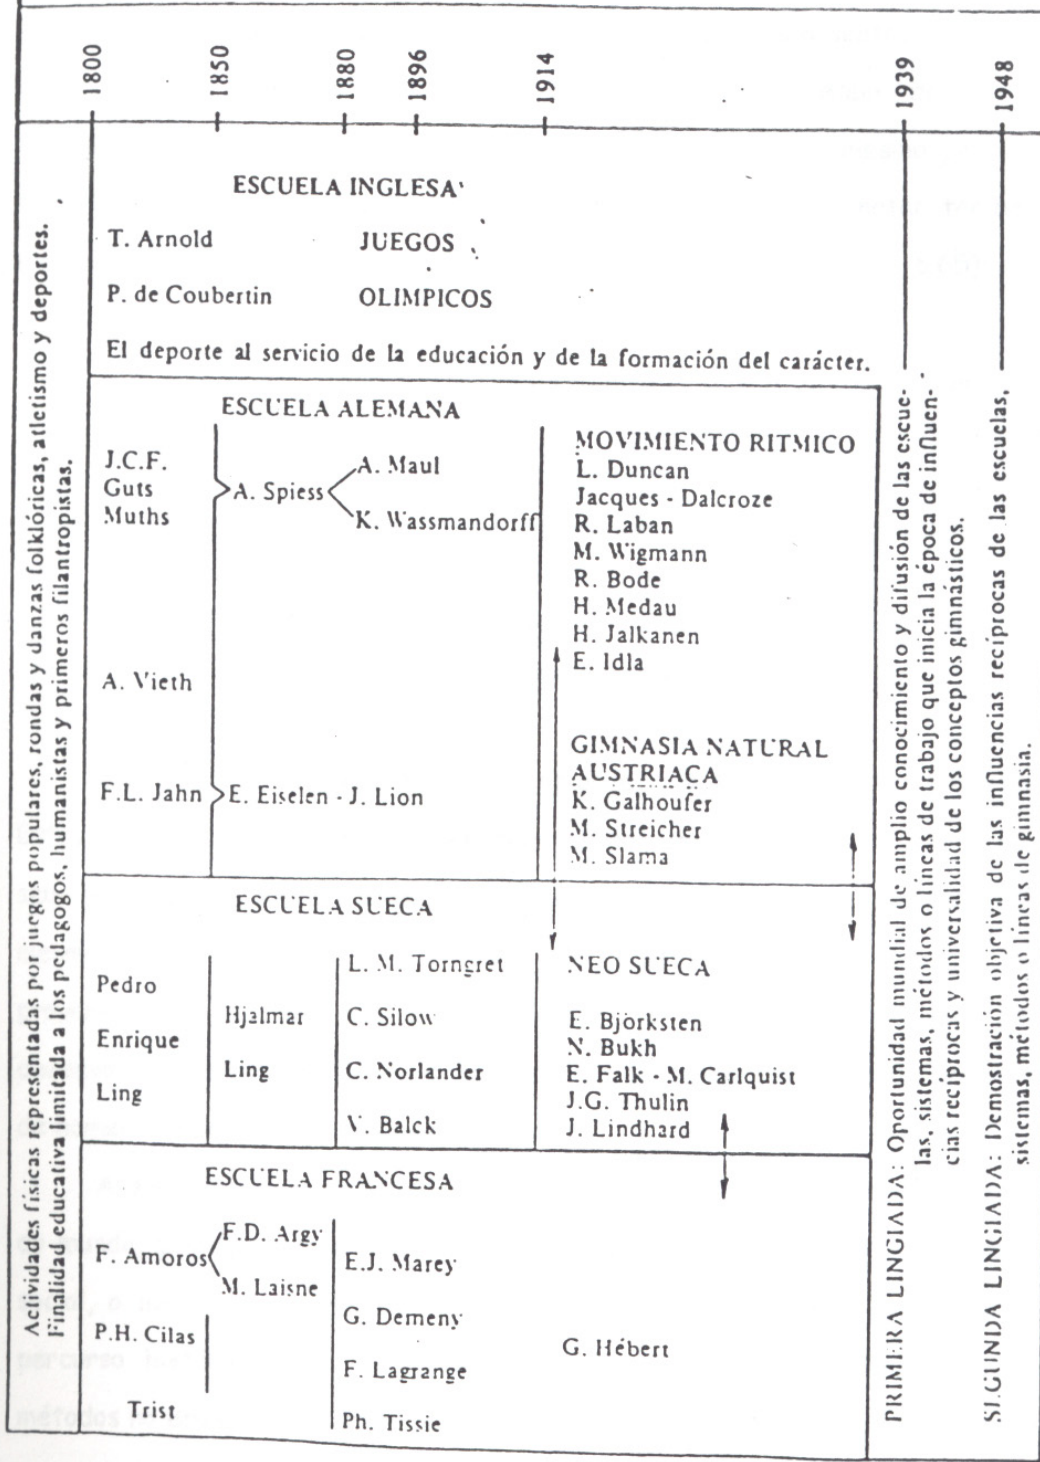 1800
1850
1880
1896
1914
1939
1948
Actividades físicas representadas por juegos populares, rondas y danzas folklóricas, atletismo y deportes.
Finalidad educativa limitada a los pedagogos, humanistas y primeros filantropistas.
ESCUELA INGLESA
T. Arnold JUEGOS
P. de Coubertin OLIMPICOS
El deporte al servicio de la educación y de la formación del carácter.
ESCUELA ALEMANA
J.C.F.
Guts
Muths
A. Spiess
A. Maul
K. Wassmandorff
A. Vieth
F.L. Jahn
E. Eiselen - J. Lion
MOVIMIENTO RITMICO
L. Duncan
Jacques - Dalcroze
R. Laban
M. Wigmann
R. Bode
H. Medau
H. Jalkanen
E. Idla
GIMNASIA NATURAL
AUSTRIACA
K. Galhoufer
M. Streicher
M. Slama
ESCUELA SUECA
Pedro
Enrique
Ling
Hjalmar
Ling
L. M. Torngret
C. Silow
C. Norlander
V. Balck
NEO SUECA
E. Björksten
N. Bukh
E. Falk - M. Carlquist
J.G. Thulin
J. Lindhard
ESCUELA FRANCESA
F. Amoros
F.D. Argy
M. Laisne
P.H. Cilas
Trist
E.J. Marey
G. Demeny
F. Lagrange
Ph. Tissie
G. Hébert
PRIMERA LINGIADA: Oportunidad mundial de amplio conocimiento y difusión de las escue-
las, sistemas, métodos o líneas de trabajo que inicia la época de influen-
cias recíprocas y universalidad de los conceptos gimnásticos.
SEGUNDA LINGIADA: Demostración objetiva de las influencias recíprocas de las escuelas,
sistemas, métodos o líneas de gimnasia.